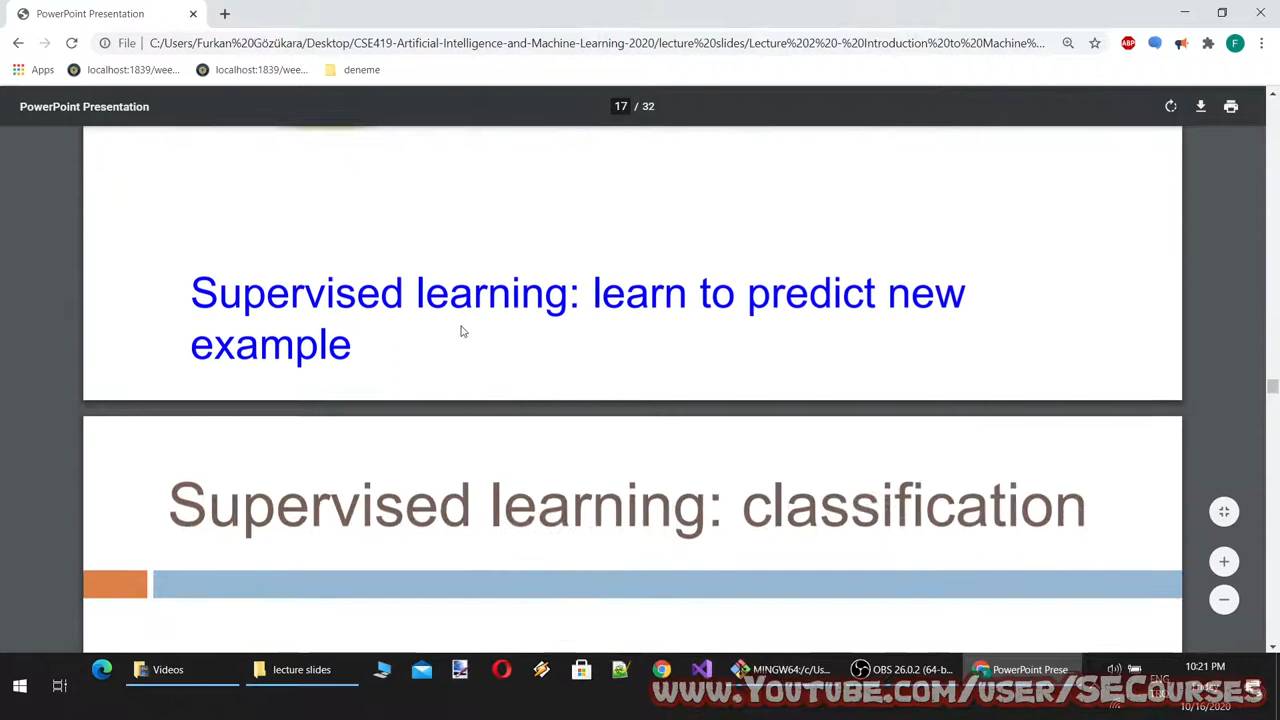 PowerPoint Presentation
File
C:/Users/Furkan%20Gözükara/Desktop/CSE419-Artificial-Intelligence-and-Machine-Learning-2020/lecture%20slides/Lecture%202%20-%20Introduction%20to%20Machine%...
ABP
F
Apps
localhost:1839/wee...
localhost:1839/wee...
deneme
PowerPoint Presentation
17 / 32
Supervised learning: learn to predict new
example
Supervised learning: classification
Videos
lecture slides
MINGW64:/c/Us...
OBS 26.0.2 (64-b...
PowerPoint Prese
ENG
10:21 PM
10/16/2020
www.Youtube.com/user/SECourses